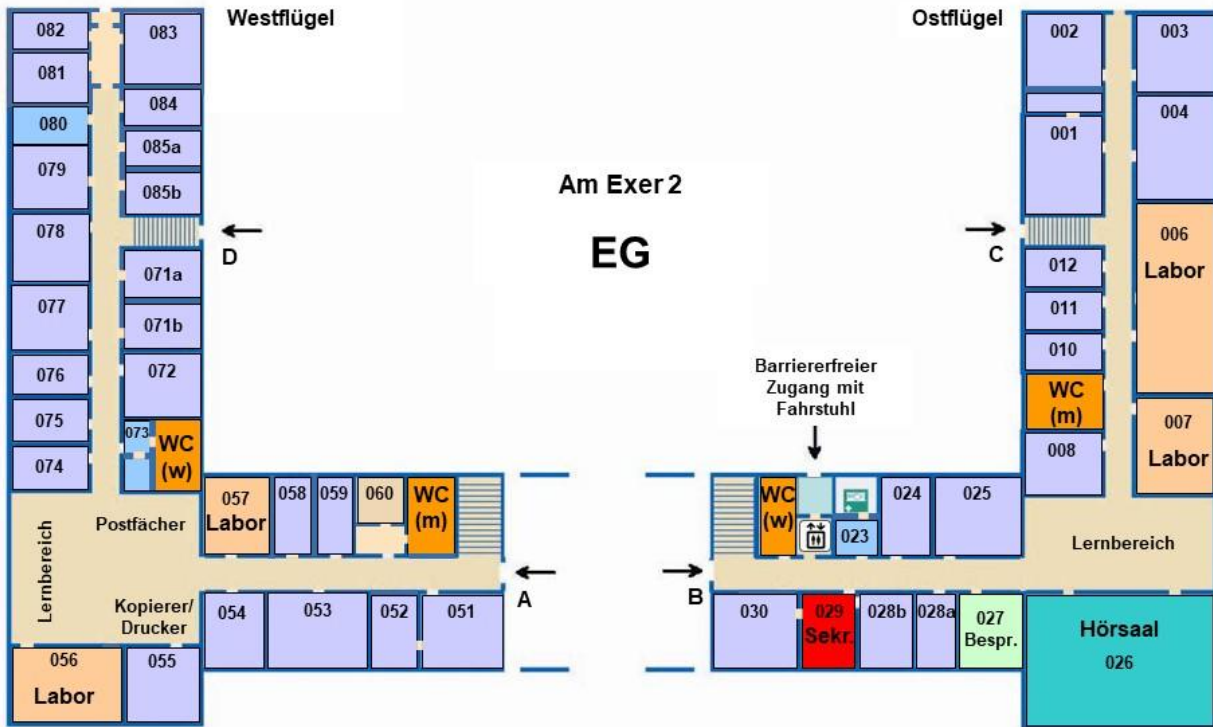 Westflügel
Ostflügel
Am Exer 2
EG
082
081
080
079
078
077
076
075
074
083
084
085a
085b
D
071a
071b
072
073
WC
(w)
Postfächer
Lernbereich
Kopierer/
Drucker
056
Labor
055
057
Labor
058
059
060
WC
(m)
054
053
052
051
A
002
001
003
004
C
006
Labor
012
011
010
WC
(m)
008
007
Labor
Barriererfreier
Zugang mit
Fahrstuhl
WC
(w)
023
024
025
Lernbereich
B
030
029
Sekr.
028b
028a
027
Bespr.
Hörsaal
026